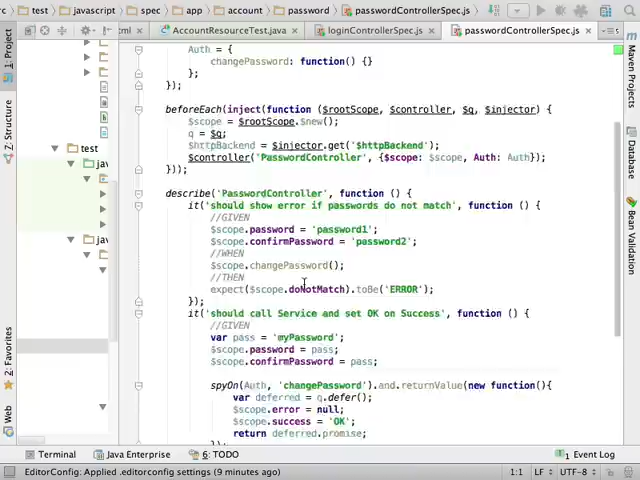 rc test javascript spec app account password passwordControllerSpec.js
html AccountResourceTest.java loginControllerSpec.js passwordControllerSpec.js
1: Project
7: Structure
2: Favorites
Web
test
jav
jav
Auth = {
changePassword: function() {}
};
});
beforeEach(inject(function ($rootScope, $controller, $q, $injector) {
$scope = $rootScope.$new();
q = $q;
$httpBackend = $injector.get('$httpBackend');
$controller('PasswordController', {$scope: $scope, Auth: Auth});
}));
describe('PasswordController', function () {
it('should show error if passwords do not match', function () {
//GIVEN
$scope.password = 'password1';
$scope.confirmPassword = 'password2';
//WHEN
$scope.changePassword();
//THEN
expect($scope.doNotMatch).toBe('ERROR');
});
it('should call Service and set OK on Success', function () {
//GIVEN
var pass = 'myPassword';
$scope.password = pass;
$scope.confirmPassword = pass;
spyOn(Auth, 'changePassword').and.returnValue(new function(){
var deferred = q.defer();
$scope.error = null;
$scope.success = 'OK';
return deferred.promise;
});
Maven Projects
Database
Bean Validation
Terminal Java Enterprise 6: TODO 1 Event Log
EditorConfig: Applied .editorconfig settings (9 minutes ago) 1:1 LF UTF-8